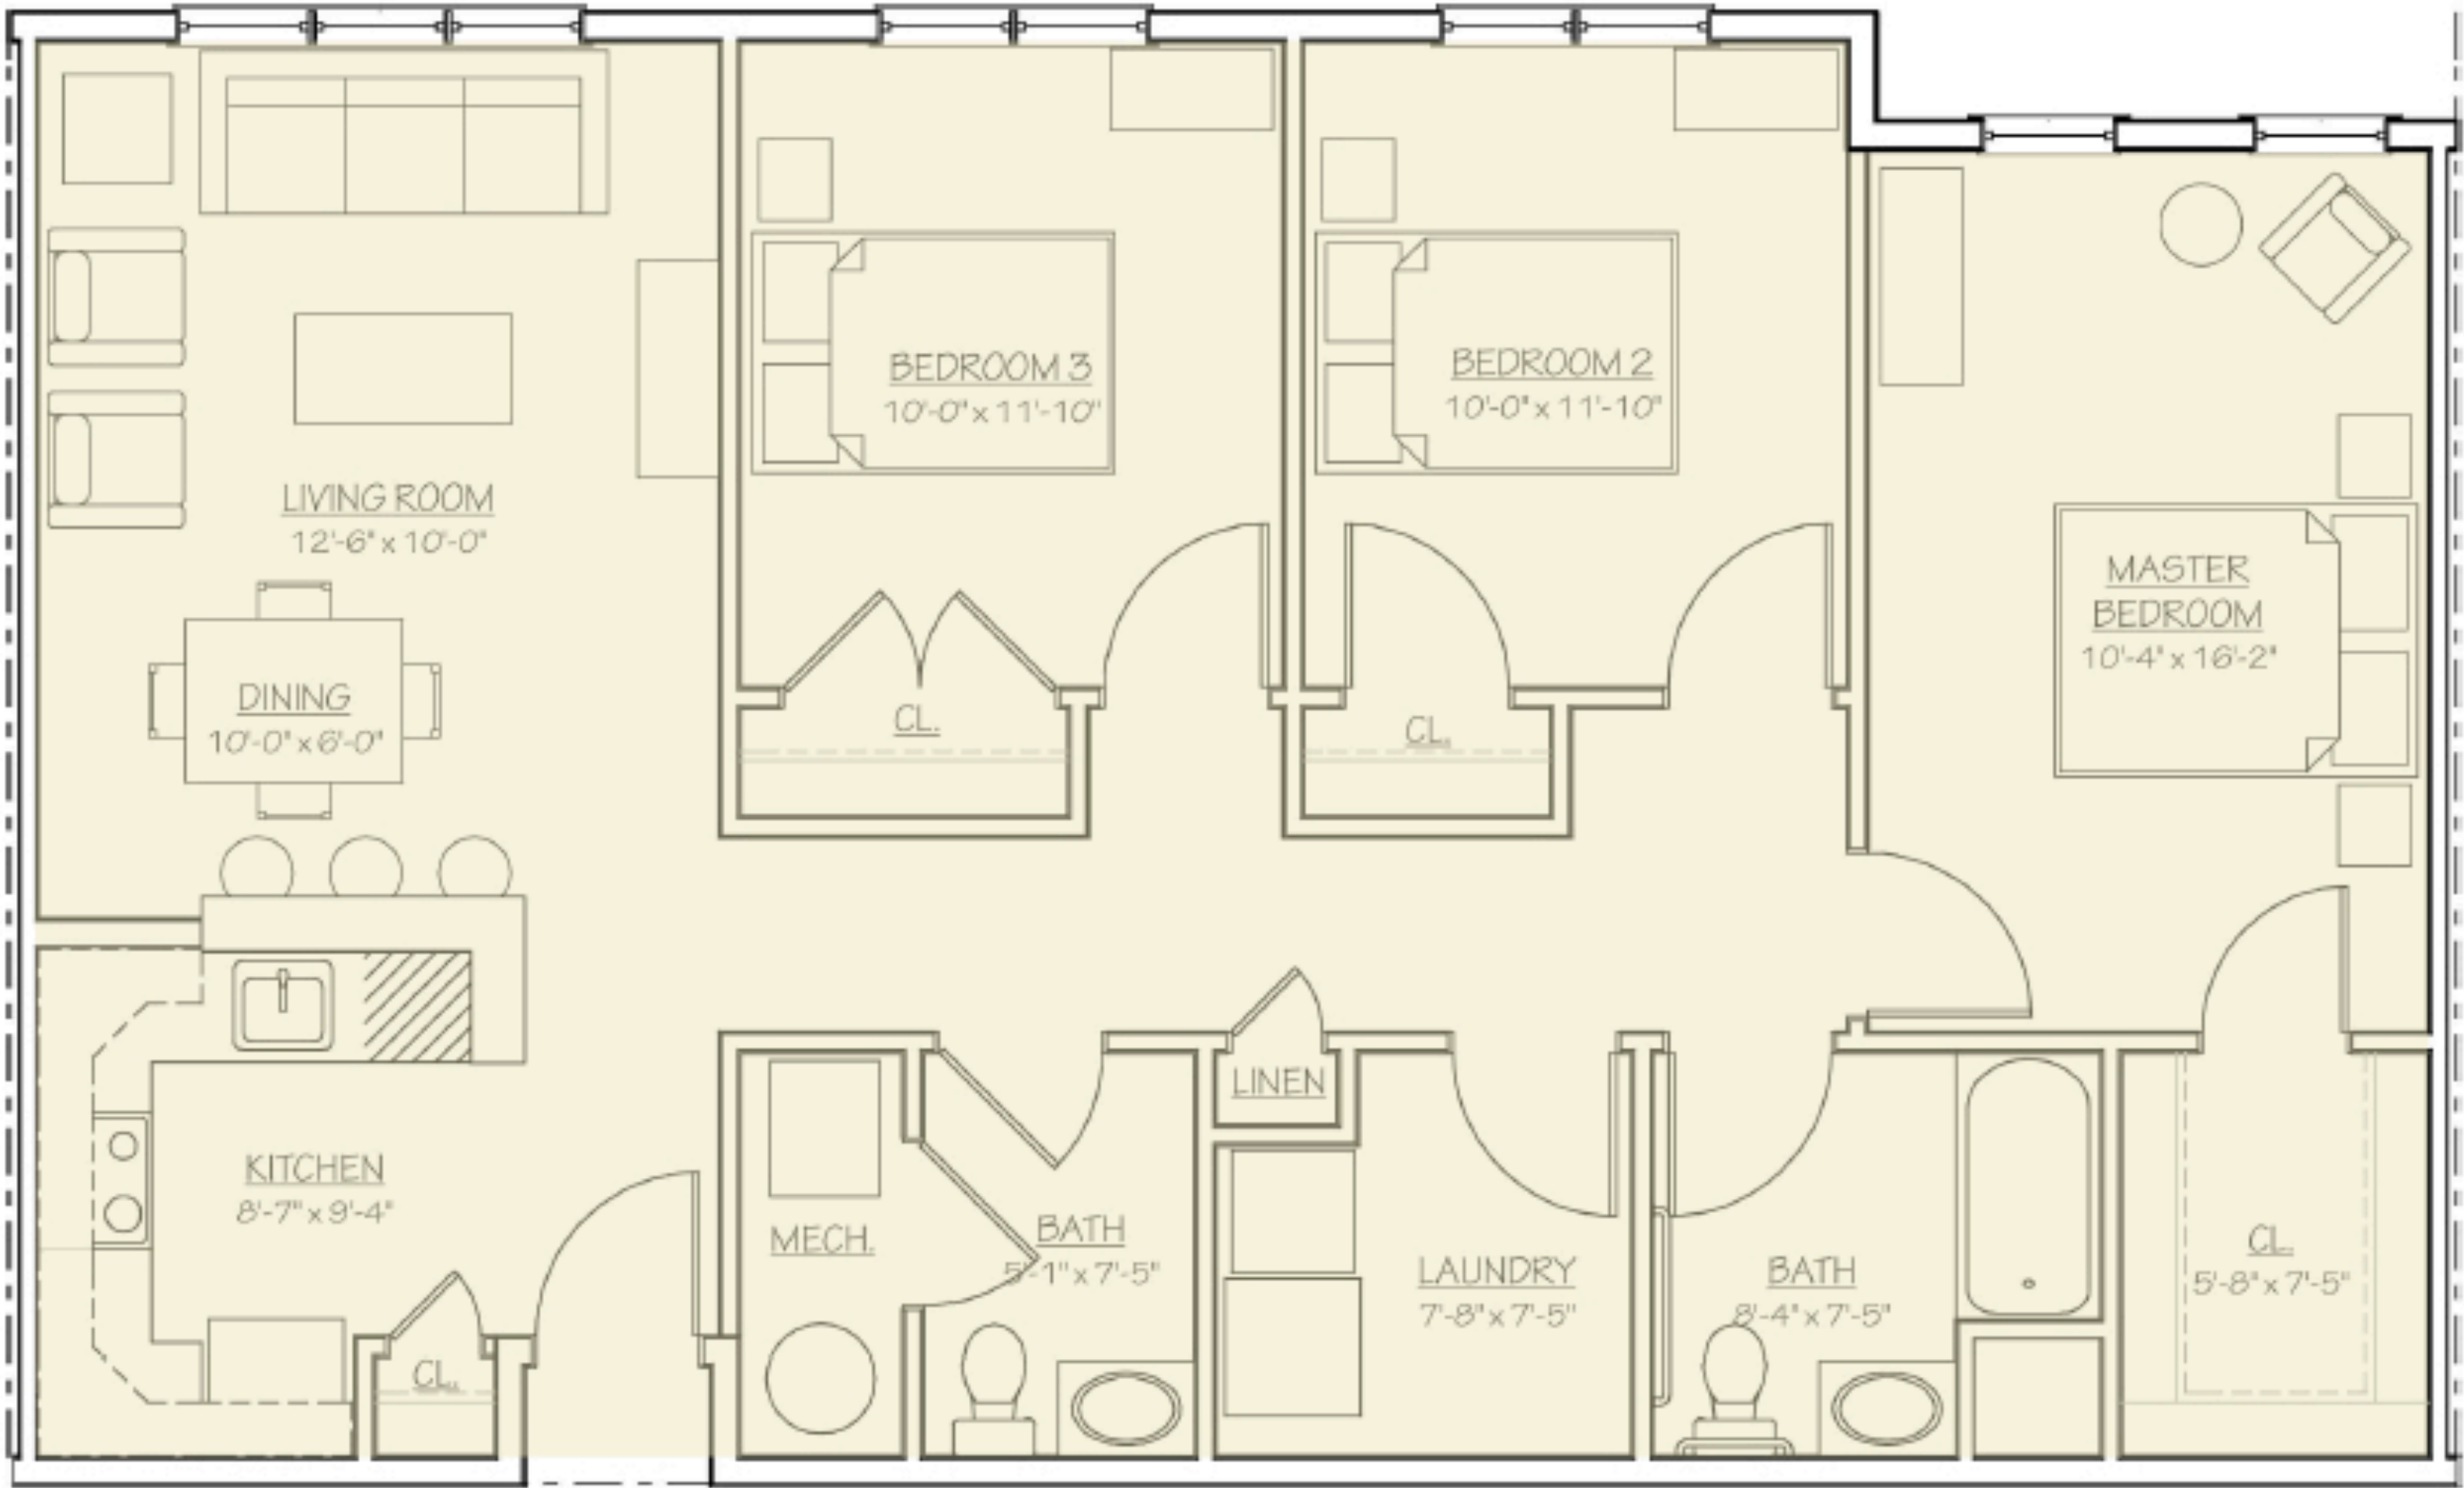 BEDROOM 3
10'-0" x 11'-10"
BEDROOM 2
10'-0" x 11'-10"
LIVING ROOM
12'-6" x 10'-0"
MASTER
BEDROOM
10'-4" x 16'-2"
DINING
10'-0" x 6'-0"
CL.
CL.
LINEN
KITCHEN
8'-7" x 9'-4"
MECH.
BATH
5'-1" x 7'-5"
LAUNDRY
7'-8" x 7'-5"
BATH
8'-4" x 7'-5"
CL.
5'-8" x 7'-5"
CL.